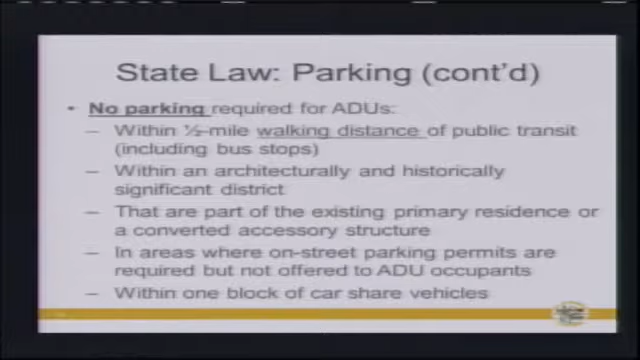 State Law: Parking (cont'd)
• No parking required for ADUs:
– Within ½-mile walking distance of public transit
(including bus stops)
– Within an architecturally and historically
significant district
– That are part of the existing primary residence or
a converted accessory structure
– In areas where on-street parking permits are
required but not offered to ADU occupants
– Within one block of car share vehicles